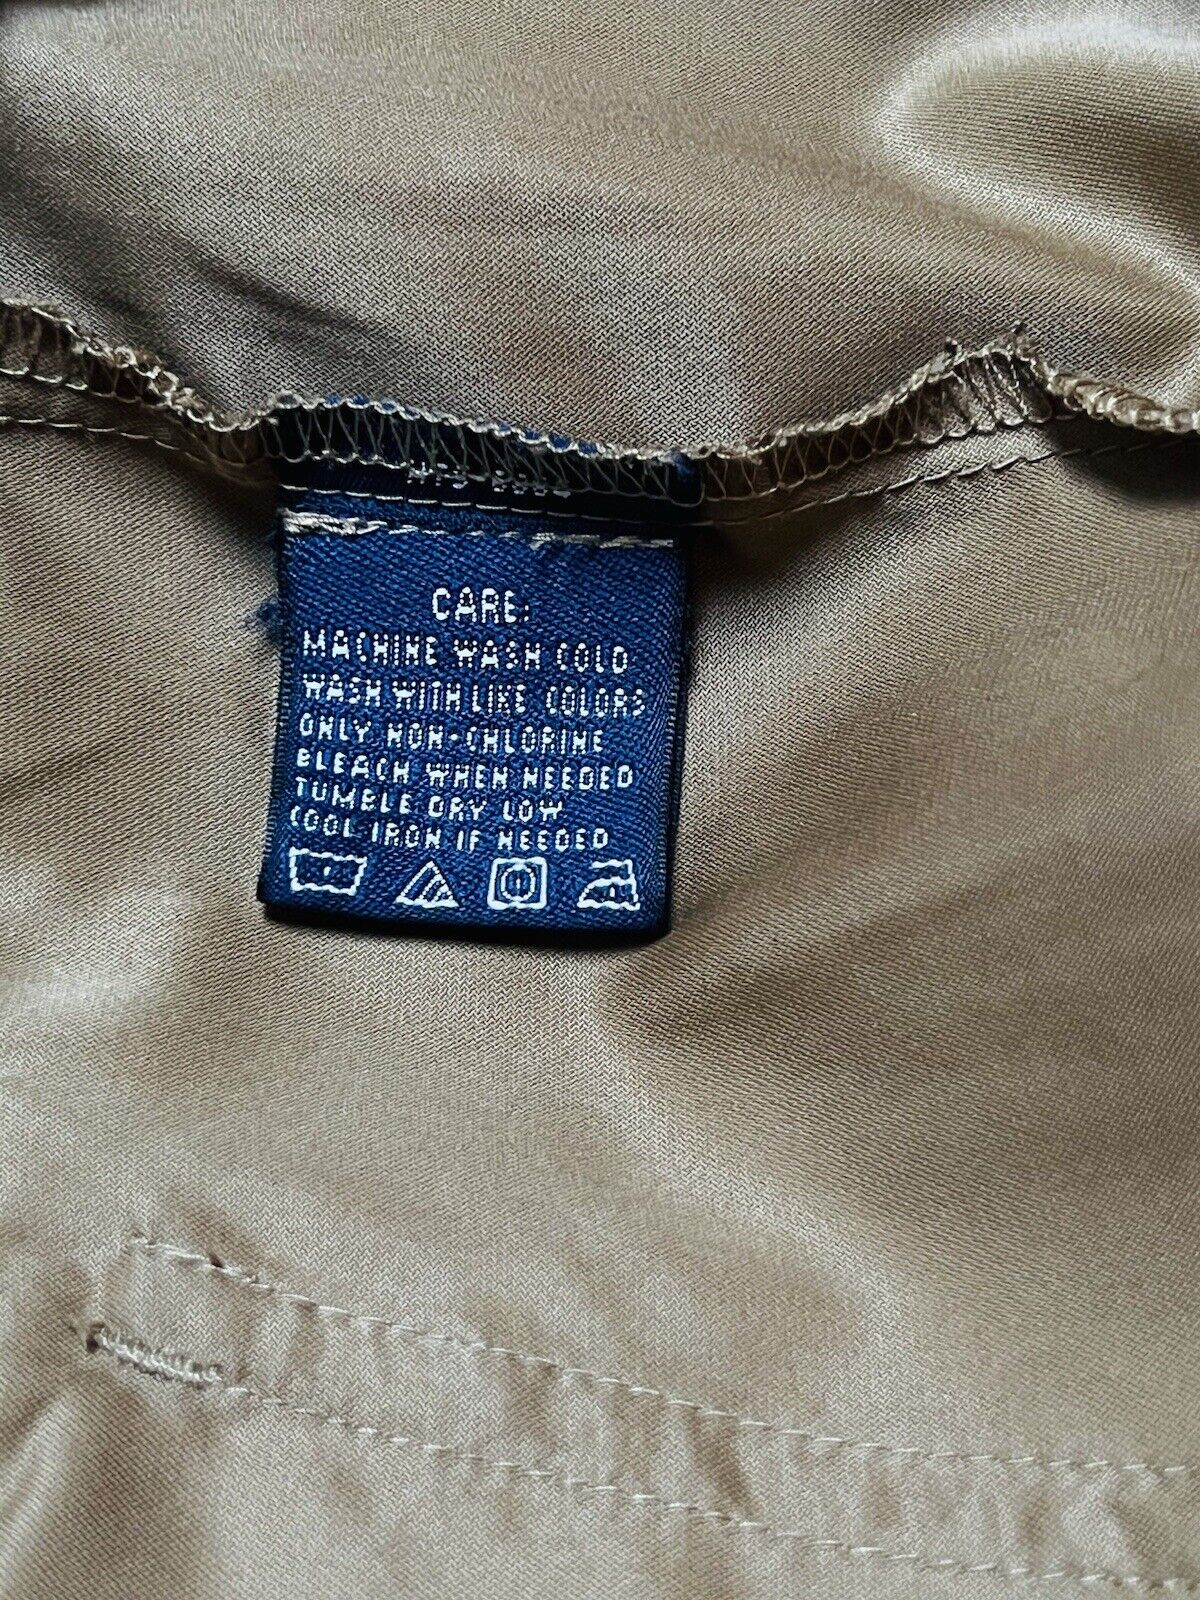 CARE:
MACHINE WASH COLD
WASH WITH LIKE COLORS
ONLY NON-CHLORINE
BLEACH WHEN NEEDED
TUMBLE DRY LOW
COOL IRON IF NEEDED